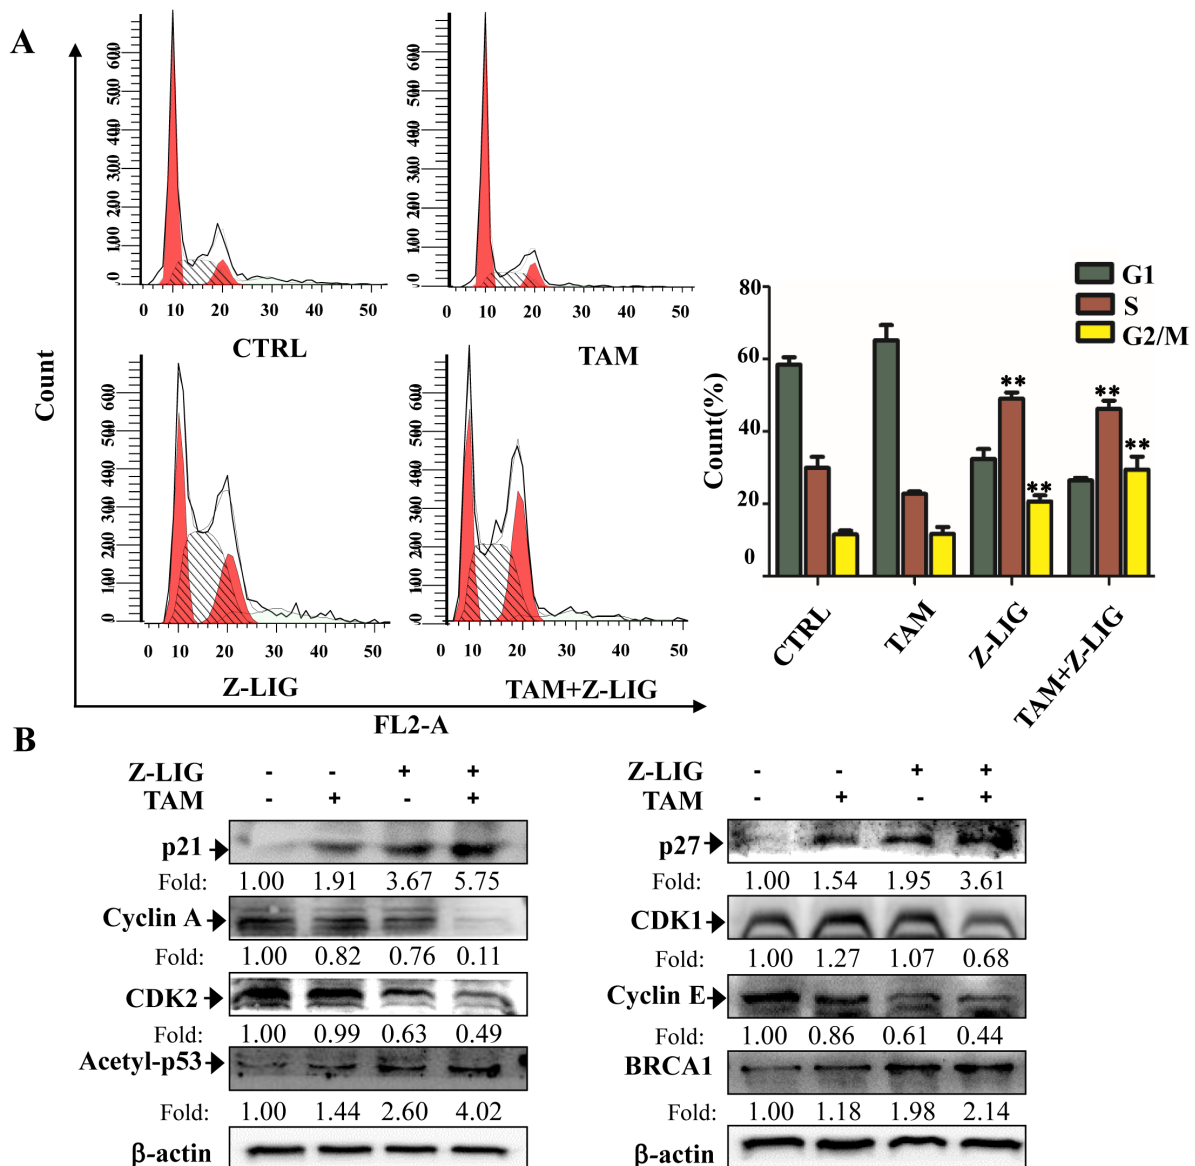 A
Count
600
500
400
300
200
100
0
0 10 20 30 40 50
CTRL
600
500
400
300
200
100
0
0 10 20 30 40 50
TAM
600
500
400
300
200
100
0
0 10 20 30 40 50
Z-LIG
600
500
400
300
200
100
0
0 10 20 30 40 50
TAM+Z-LIG
FL2-A
G1
S
G2/M
Count(%)
80
60
40
20
0
** ** ** **
CTRL TAM Z-LIG TAM+Z-LIG
B
Z-LIG - - + +
TAM - + - +
p21
Fold: 1.00 1.91 3.67 5.75
Cyclin A
Fold: 1.00 0.82 0.76 0.11
CDK2
Fold: 1.00 0.99 0.63 0.49
Acetyl-p53
Fold: 1.00 1.44 2.60 4.02
β-actin
Z-LIG - - + +
TAM - + - +
p27
Fold: 1.00 1.54 1.95 3.61
CDK1
Fold: 1.00 1.27 1.07 0.68
Cyclin E
Fold: 1.00 0.86 0.61 0.44
BRCA1
Fold: 1.00 1.18 1.98 2.14
β-actin